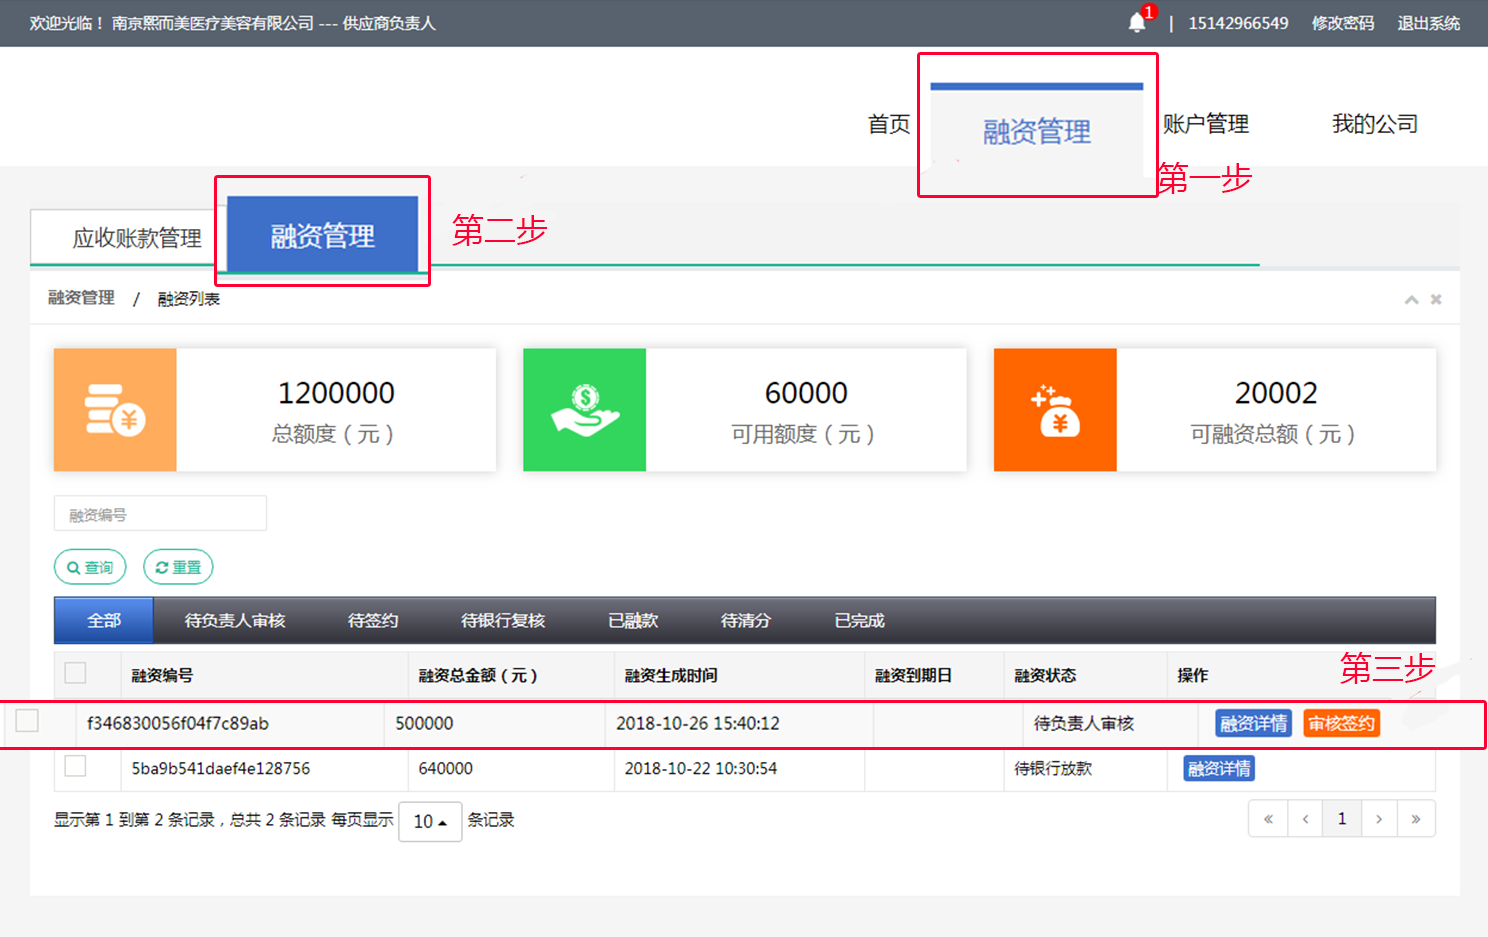 欢迎光临！ 南京熙而美医疗美容有限公司 --- 供应商负责人
1 | 15142966549 修改密码 退出系统
首页 融资管理 账户管理 我的公司
第一步
应收账款管理 融资管理 第二步
融资管理 / 融资列表
1200000
总额度（元）
60000
可用额度（元）
20002
可融资总额（元）
融资编号
查询 重置
全部 待负责人审核 待签约 待银行复核 已融款 待清分 已完成
第三步
融资编号 融资总金额（元） 融资生成时间 融资到期日 融资状态 操作
f346830056f04f7c89ab 500000 2018-10-26 15:40:12 待负责人审核 融资详情 审核签约
5ba9b541daef4e128756 640000 2018-10-22 10:30:54 待银行放款 融资详情
显示第 1 到第 2 条记录，总共 2 条记录 每页显示 10 条记录
« ‹ 1 › »